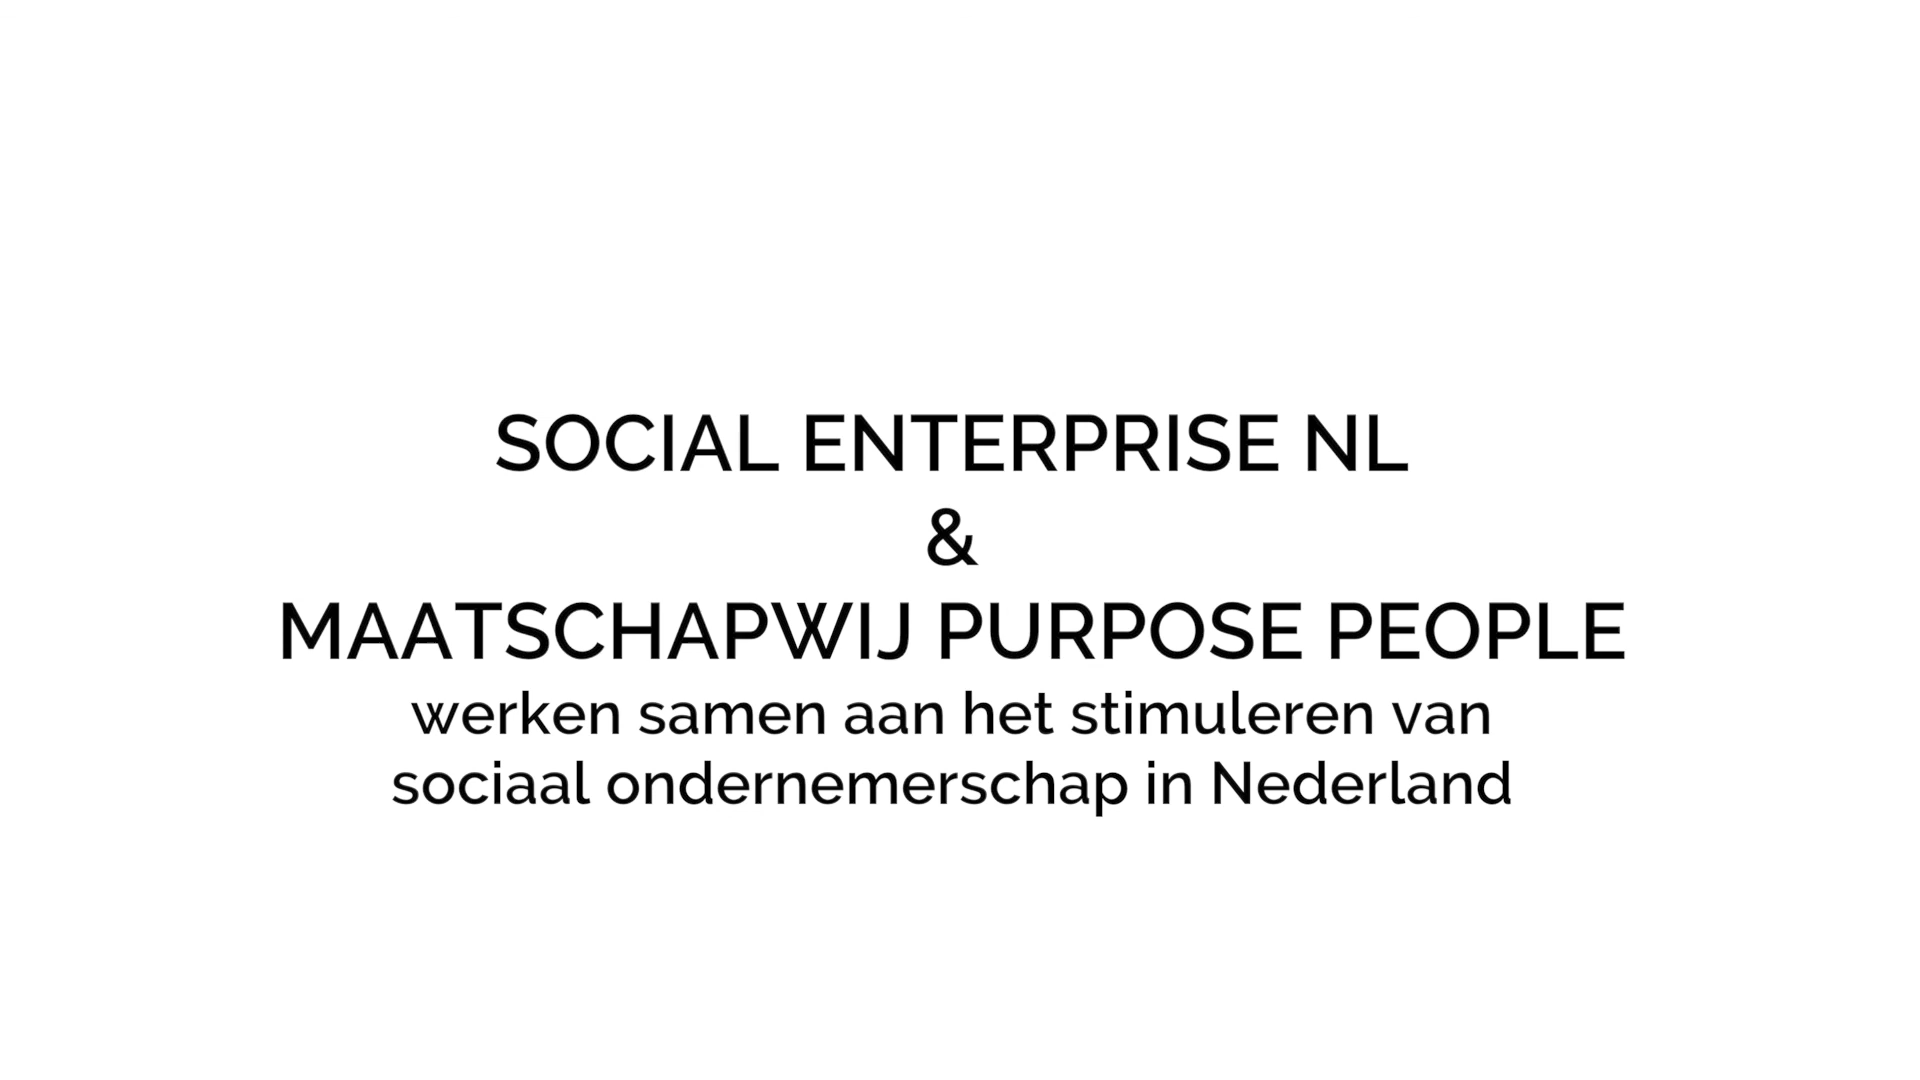 SOCIAL ENTERPRISE NL
&
MAATSCHAPWIJ PURPOSE PEOPLE
werken samen aan het stimuleren van
sociaal ondernemerschap in Nederland